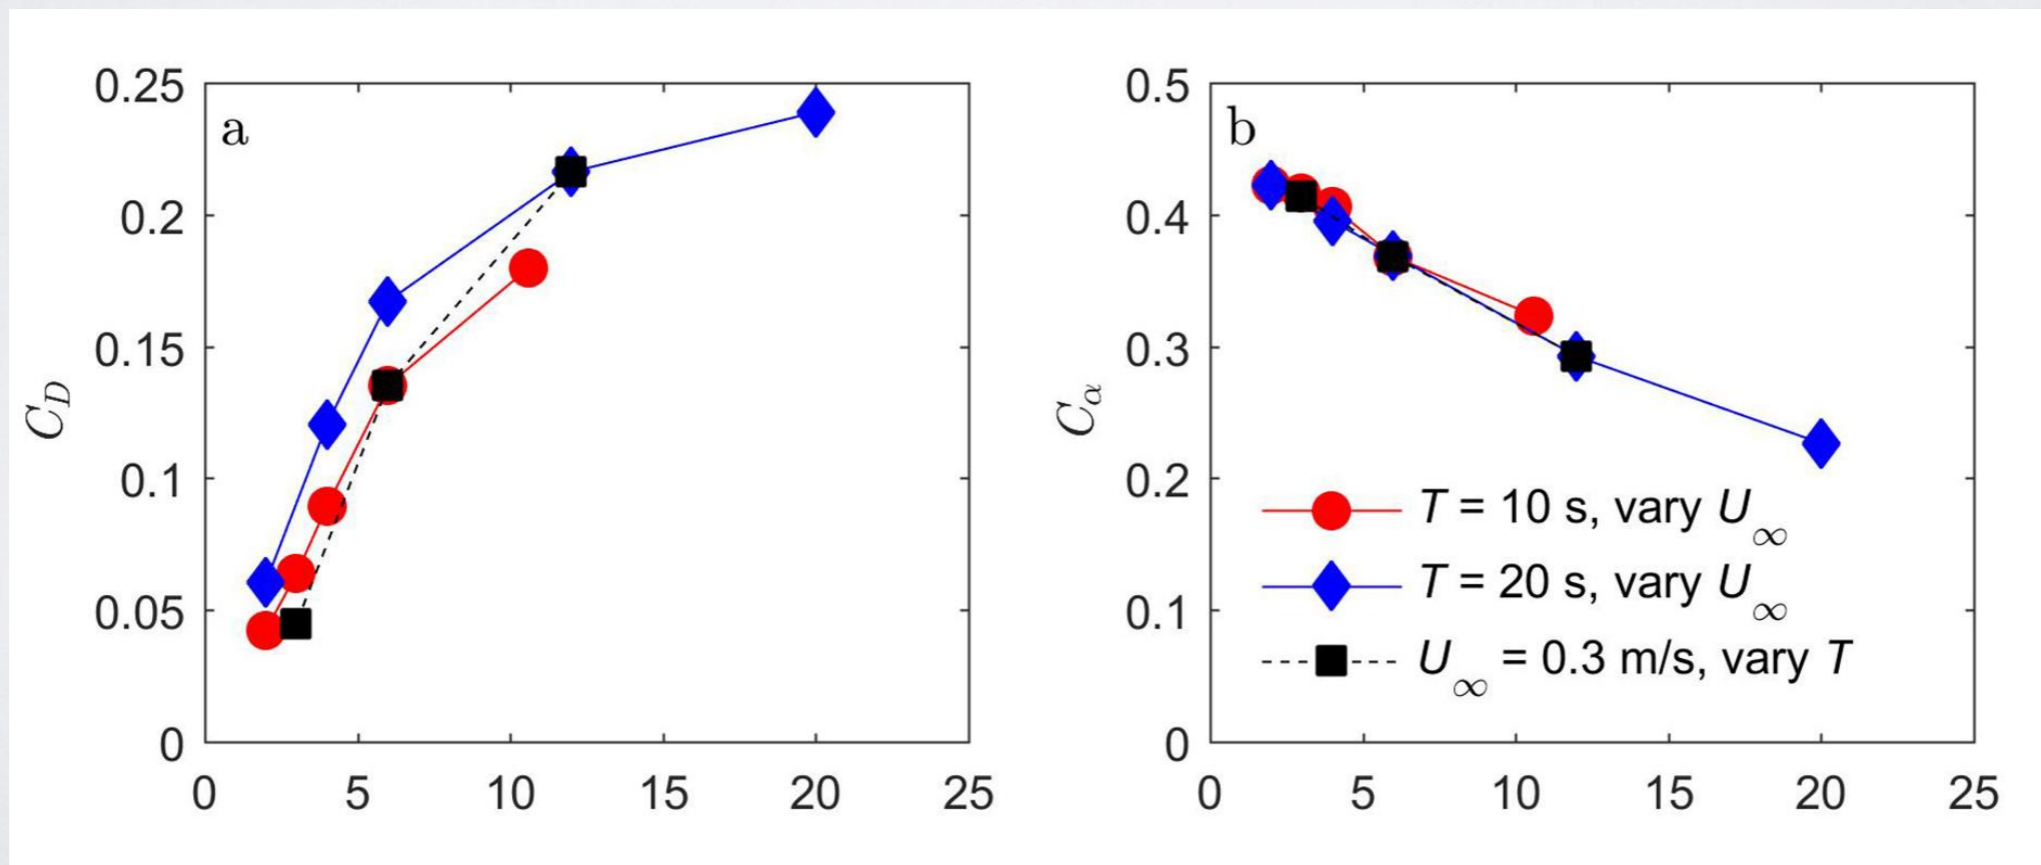 a
0.25
0.2
0.15
0.1
0.05
0
0 5 10 15 20 25
C_D
b
0.5
0.4
0.3
0.2
0.1
0
0 5 10 15 20 25
C_α
T = 10 s, vary U_∞
T = 20 s, vary U_∞
U_∞ = 0.3 m/s, vary T